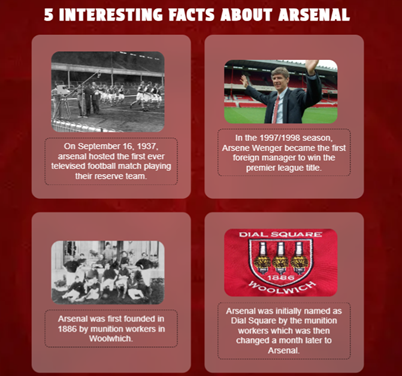 5 INTERESTING FACTS ABOUT ARSENAL
On September 16, 1937,
arsenal hosted the first ever
televised football match playing
their reserve team.
In the 1997/1998 season,
Arsene Wenger became the first
foreign manager to win the
premier league title.
Arsenal was first founded in
1886 by munition workers in
Woolwhich.
DIAL SQUARE
1886
WOOLWICH
Arsenal was initially named as
Dial Square by the munition
workers which was then
changed a month later to
Arsenal.